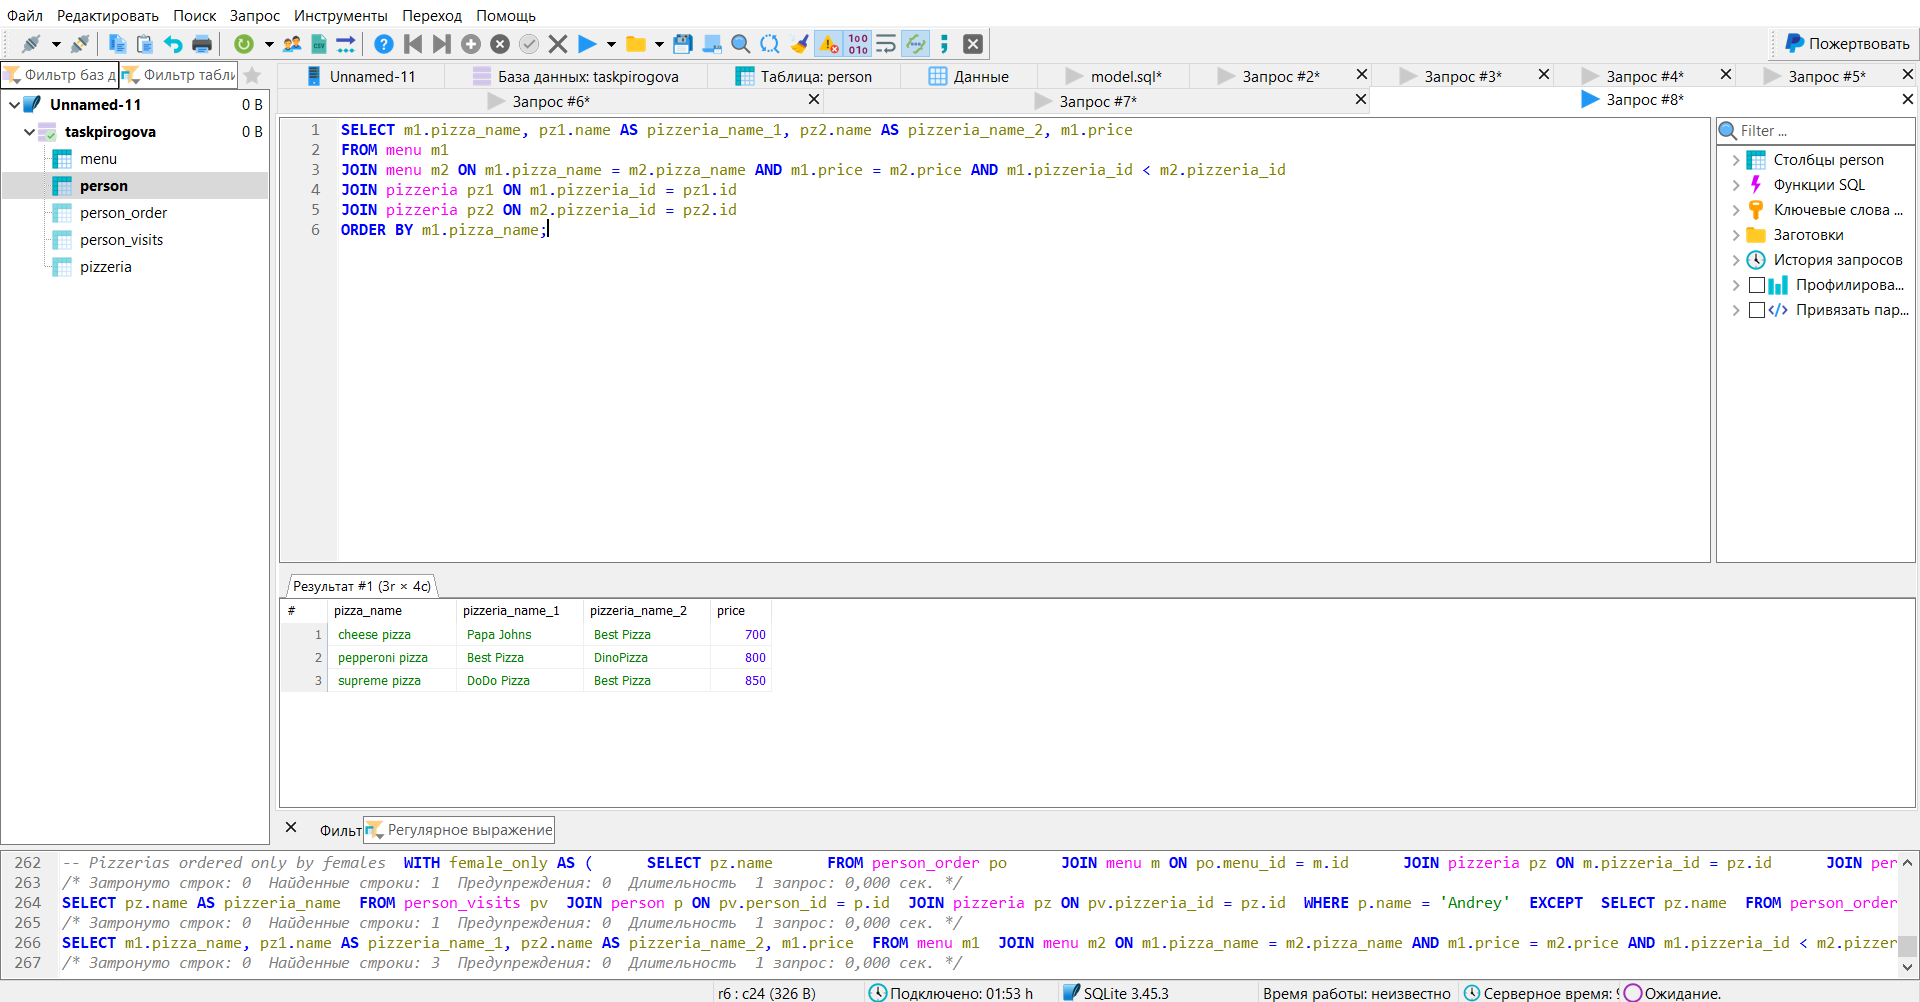 Файл Редактировать Поиск Запрос Инструменты Переход Помощь
Пожертвовать
Фильтр баз д Фильтр табли
Unnamed-11 База данных: taskpirogova Таблица: person Данные model.sql* Запрос #2* Запрос #3* Запрос #4* Запрос #5*
Запрос #6* Запрос #7* Запрос #8*
Unnamed-11 0 B
taskpirogova 0 B
menu
person
person_order
person_visits
pizzeria
1 SELECT m1.pizza_name, pz1.name AS pizzeria_name_1, pz2.name AS pizzeria_name_2, m1.price
2 FROM menu m1
3 JOIN menu m2 ON m1.pizza_name = m2.pizza_name AND m1.price = m2.price AND m1.pizzeria_id < m2.pizzeria_id
4 JOIN pizzeria pz1 ON m1.pizzeria_id = pz1.id
5 JOIN pizzeria pz2 ON m2.pizzeria_id = pz2.id
6 ORDER BY m1.pizza_name;
Filter ...
Столбцы person
Функции SQL
Ключевые слова ...
Заготовки
История запросов
Профилирова...
Привязать пар...
Результат #1 (3r × 4c)
# pizza_name pizzeria_name_1 pizzeria_name_2 price
1 cheese pizza Papa Johns Best Pizza 700
2 pepperoni pizza Best Pizza DinoPizza 800
3 supreme pizza DoDo Pizza Best Pizza 850
Фильт Регулярное выражение
262 -- Pizzerias ordered only by females WITH female_only AS ( SELECT pz.name FROM person_order po JOIN menu m ON po.menu_id = m.id JOIN pizzeria pz ON m.pizzeria_id = pz.id JOIN per
263 /* Затронуто строк: 0 Найденные строки: 1 Предупреждения: 0 Длительность 1 запрос: 0,000 сек. */
264 SELECT pz.name AS pizzeria_name FROM person_visits pv JOIN person p ON pv.person_id = p.id JOIN pizzeria pz ON pv.pizzeria_id = pz.id WHERE p.name = 'Andrey' EXCEPT SELECT pz.name FROM person_order
265 /* Затронуто строк: 0 Найденные строки: 1 Предупреждения: 0 Длительность 1 запрос: 0,000 сек. */
266 SELECT m1.pizza_name, pz1.name AS pizzeria_name_1, pz2.name AS pizzeria_name_2, m1.price FROM menu m1 JOIN menu m2 ON m1.pizza_name = m2.pizza_name AND m1.price = m2.price AND m1.pizzeria_id < m2.pizzer
267 /* Затронуто строк: 0 Найденные строки: 3 Предупреждения: 0 Длительность 1 запрос: 0,000 сек. */
r6 : c24 (326 B) Подключено: 01:53 h SQLite 3.45.3 Время работы: неизвестно Серверное время: Ожидание.